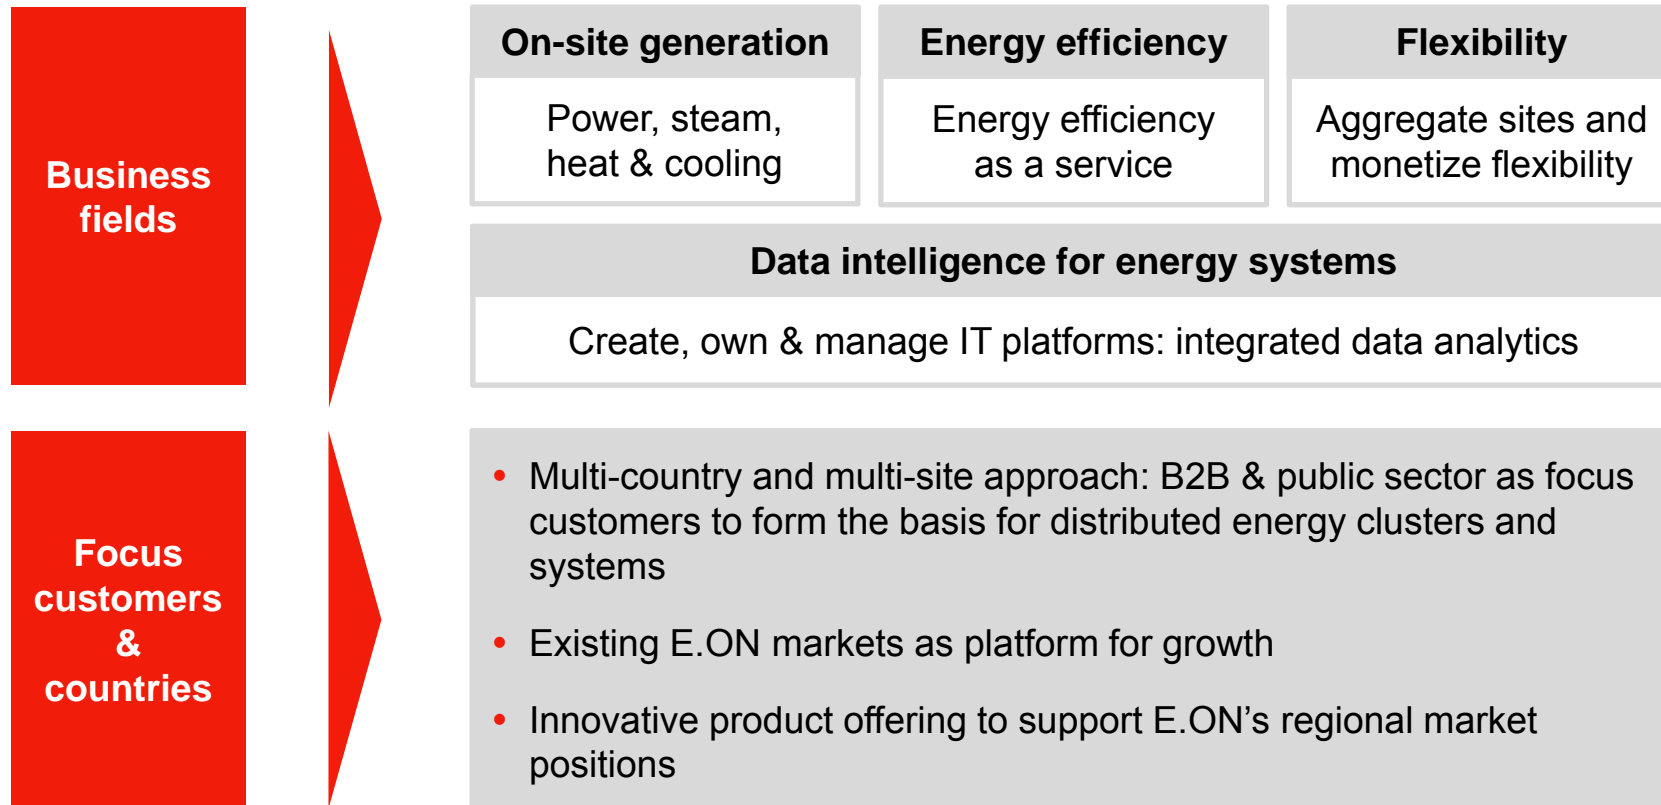 Business
fields
On-site generation
Power, steam,
heat & cooling
Energy efficiency
Energy efficiency
as a service
Flexibility
Aggregate sites and
monetize flexibility
Data intelligence for energy systems
Create, own & manage IT platforms: integrated data analytics
Focus
customers
&
countries
• Multi-country and multi-site approach: B2B & public sector as focus
customers to form the basis for distributed energy clusters and
systems
• Existing E.ON markets as platform for growth
• Innovative product offering to support E.ON’s regional market
positions